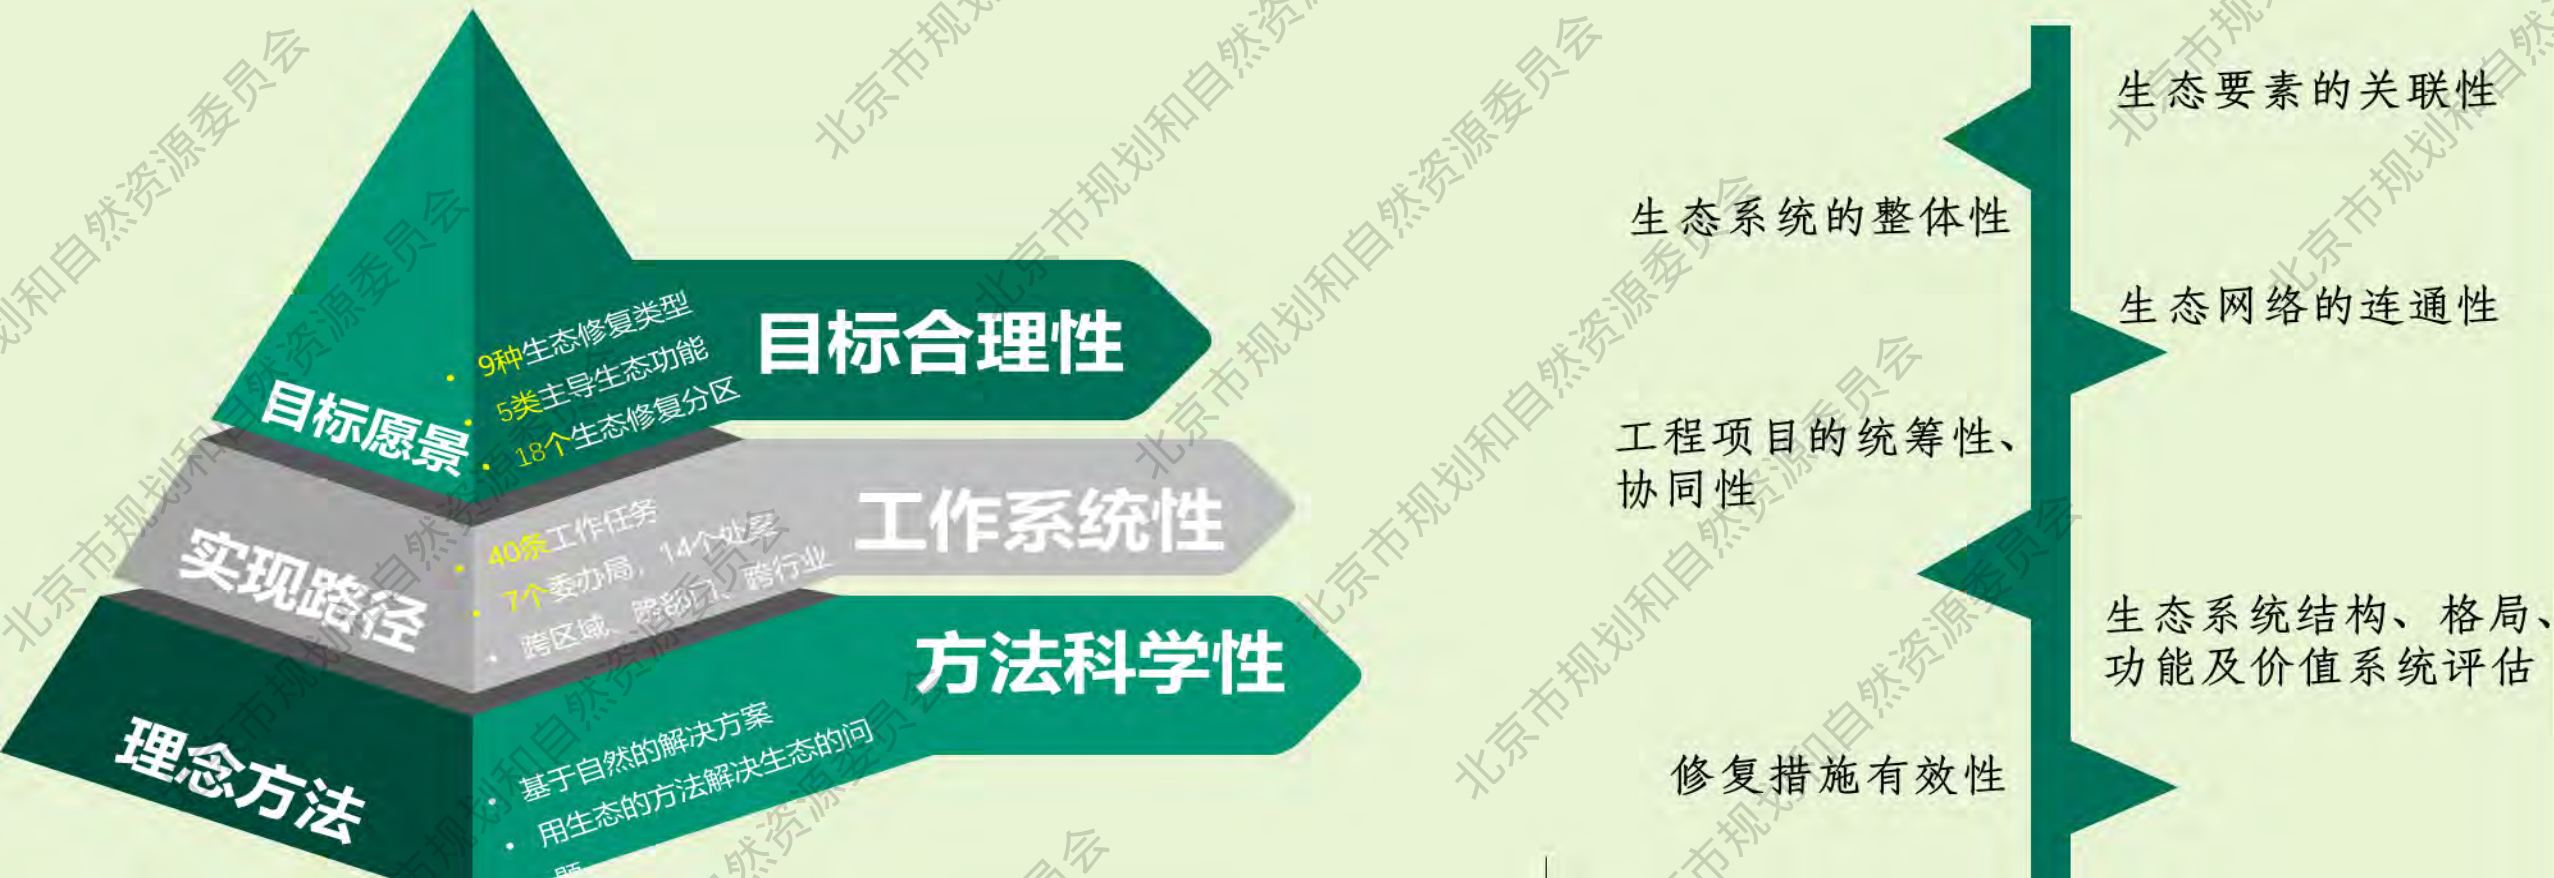 目标愿景
• 9种生态修复类型
• 5类主导生态功能
• 18个生态修复分区
目标合理性
实现路径
• 40条工作任务
• 7个委办局，14个处室
• 跨区域、跨部门、跨行业
工作系统性
理念方法
• 基于自然的解决方案
• 用生态的方法解决生态的问
题
方法科学性
生态要素的关联性
生态系统的整体性
生态网络的连通性
工程项目的统筹性、
协同性
生态系统结构、格局、
功能及价值系统评估
修复措施有效性
北京市规划和自然资源委员会